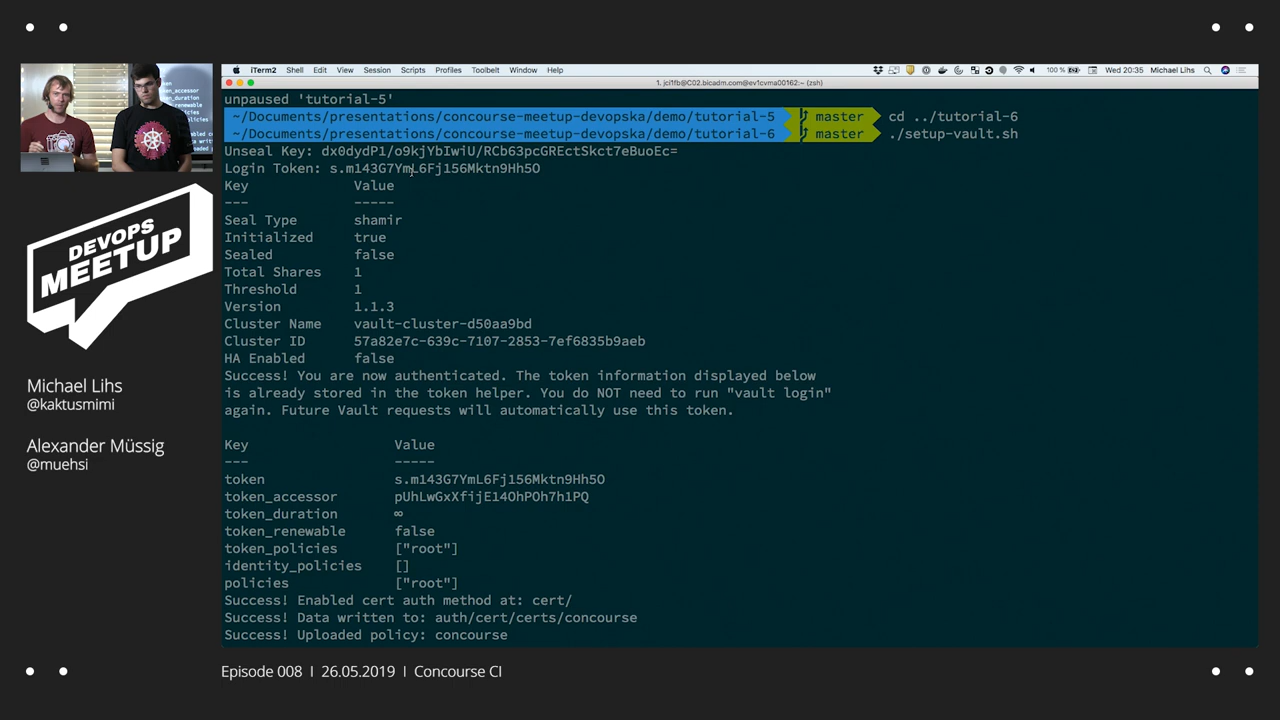 iTerm2 Shell Edit View Session Scripts Profiles Toolbelt Window Help
100 % Wed 20:35 Michael Lihs
1. jci1fb@C02.bicadm.com@ev1cvma00162:~ (zsh)
unpaused 'tutorial-5'
~/Documents/presentations/concourse-meetup-devopska/demo/tutorial-5 master cd ../tutorial-6
~/Documents/presentations/concourse-meetup-devopska/demo/tutorial-6 master ./setup-vault.sh
Unseal Key: dx0dydP1/o9kjYbIwiU/RCb63pcGREctSkct7eBuoEc=
Login Token: s.m143G7YmL6Fj156Mktn9Hh5O
Key Value
--- -----
Seal Type shamir
Initialized true
Sealed false
Total Shares 1
Threshold 1
Version 1.1.3
Cluster Name vault-cluster-d50aa9bd
Cluster ID 57a82e7c-639c-7107-2853-7ef6835b9aeb
HA Enabled false
Success! You are now authenticated. The token information displayed below
is already stored in the token helper. You do NOT need to run "vault login"
again. Future Vault requests will automatically use this token.
Key Value
--- -----
token s.m143G7YmL6Fj156Mktn9Hh5O
token_accessor pUhLwGxXfijE14OhPOh7h1PQ
token_duration ∞
token_renewable false
token_policies ["root"]
identity_policies []
policies ["root"]
Success! Enabled cert auth method at: cert/
Success! Data written to: auth/cert/certs/concourse
Success! Uploaded policy: concourse
DEVOPS
MEETUP
Michael Lihs
@kaktusmimi
Alexander Müssig
@muehsi
Episode 008 | 26.05.2019 | Concourse CI